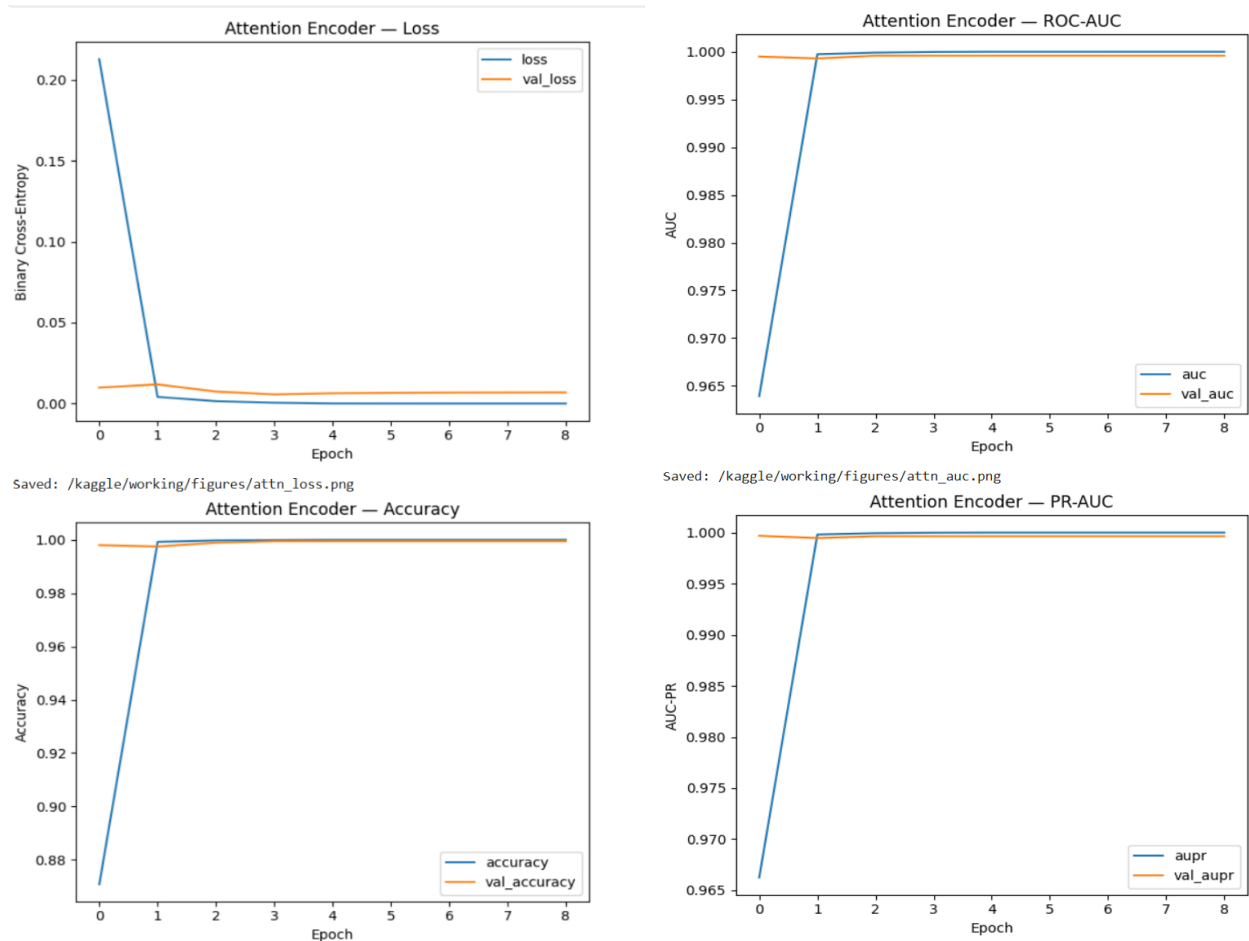 Attention Encoder — Loss
loss
val_loss
0.20
0.15
0.10
0.05
0.00
Binary Cross-Entropy
0 1 2 3 4 5 6 7 8
Epoch
Saved: /kaggle/working/figures/attn_loss.png
Attention Encoder — ROC-AUC
1.000
0.995
0.990
0.985
0.980
0.975
0.970
0.965
AUC
auc
val_auc
0 1 2 3 4 5 6 7 8
Epoch
Saved: /kaggle/working/figures/attn_auc.png
Attention Encoder — Accuracy
1.00
0.98
0.96
0.94
0.92
0.90
0.88
Accuracy
accuracy
val_accuracy
0 1 2 3 4 5 6 7 8
Epoch
Attention Encoder — PR-AUC
1.000
0.995
0.990
0.985
0.980
0.975
0.970
0.965
AUC-PR
aupr
val_aupr
0 1 2 3 4 5 6 7 8
Epoch